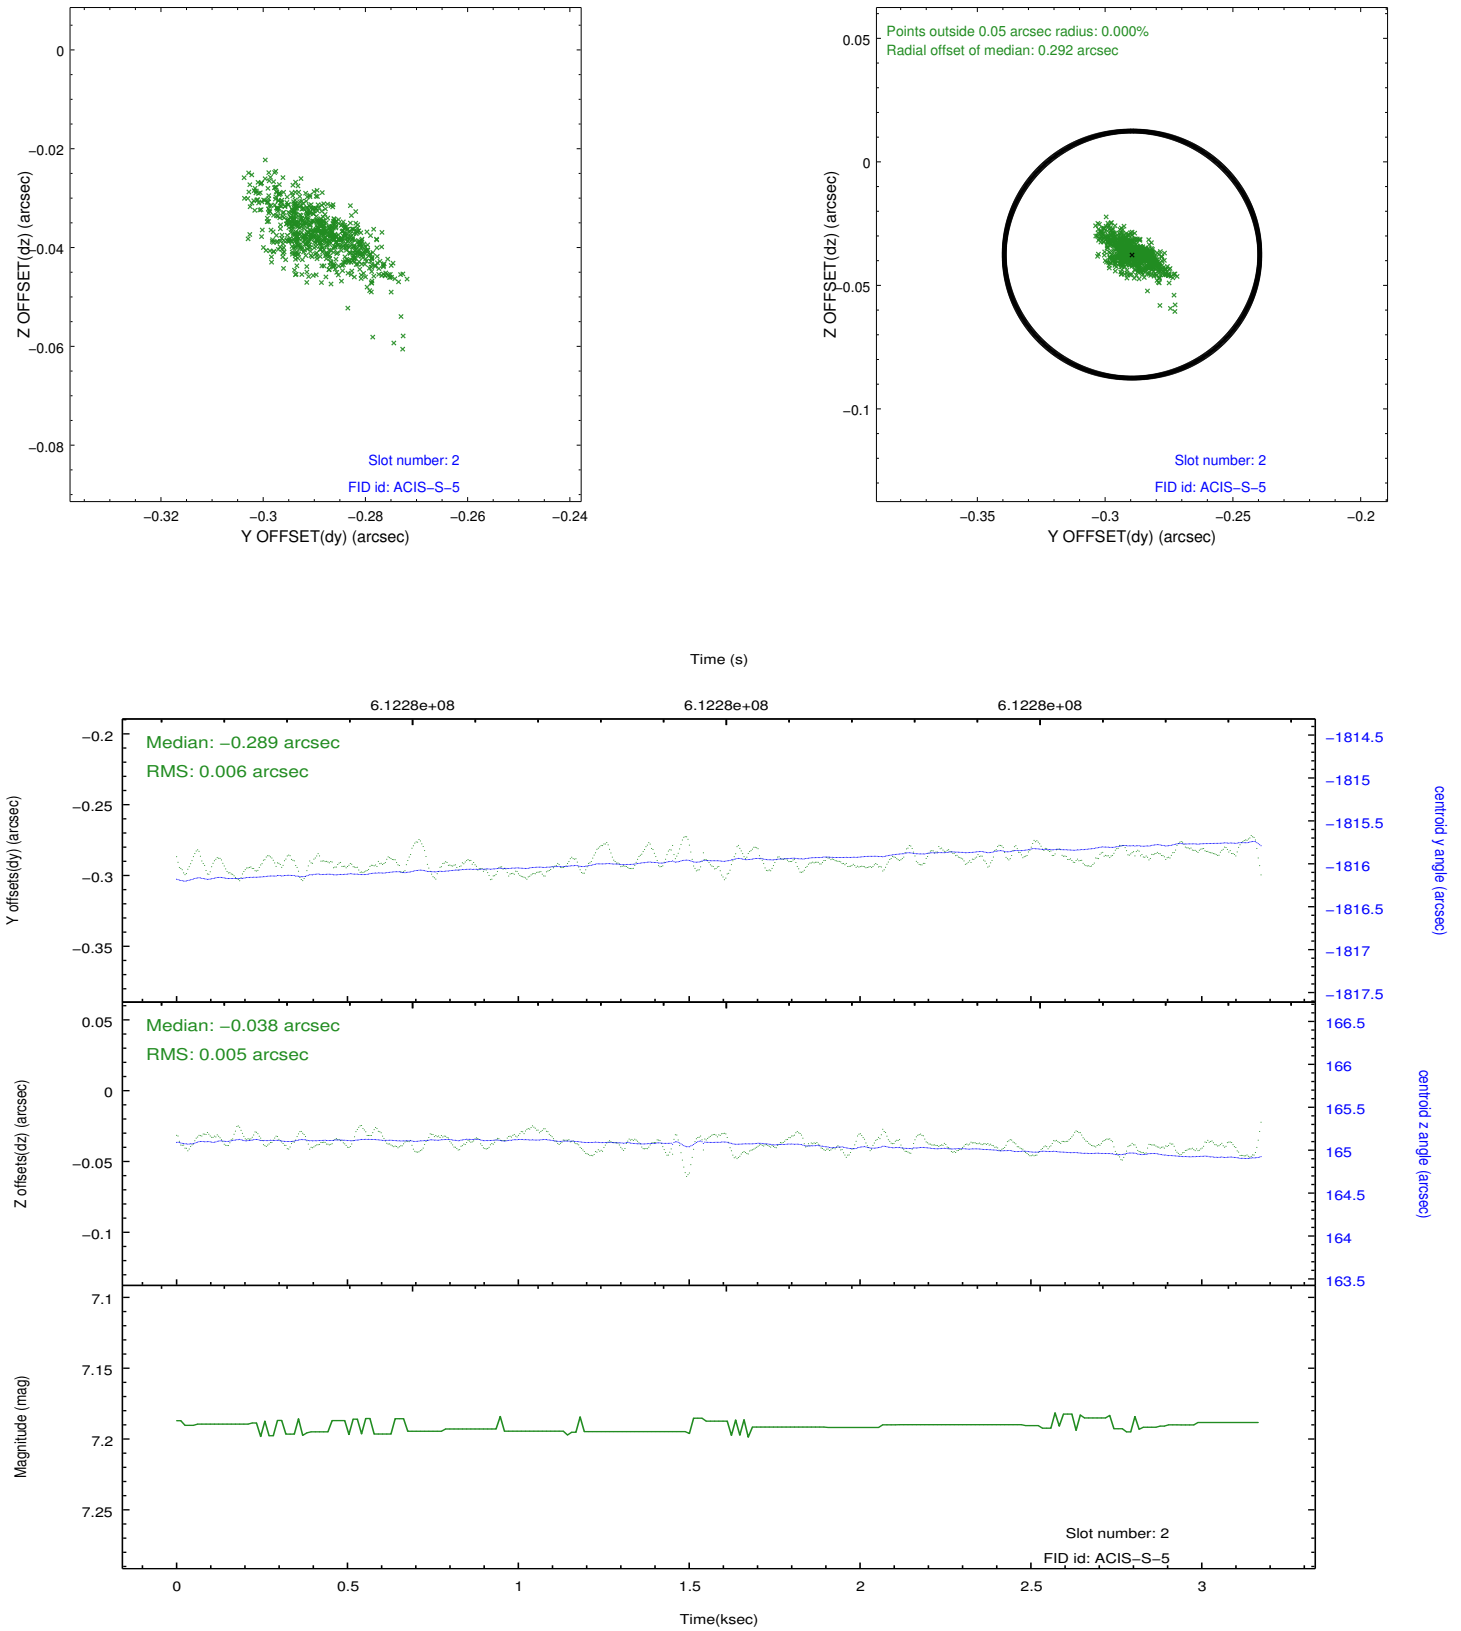 0
−0.02
−0.04
−0.06
−0.08
Z OFFSET(dz) (arcsec)
Slot number: 2
FID id: ACIS−S−5
−0.32 −0.3 −0.28 −0.26 −0.24
Y OFFSET(dy) (arcsec)
Points outside 0.05 arcsec radius: 0.000%
Radial offset of median: 0.292 arcsec
0.05
0
−0.05
−0.1
Z OFFSET(dz) (arcsec)
Slot number: 2
FID id: ACIS−S−5
−0.35 −0.3 −0.25 −0.2
Y OFFSET(dy) (arcsec)
Time (s)
6.1228e+08 6.1228e+08 6.1228e+08
Median: −0.289 arcsec
RMS: 0.006 arcsec
−0.2
−0.25
−0.3
−0.35
Y offsets(dy) (arcsec)
−1814.5
−1815
−1815.5
−1816
−1816.5
−1817
−1817.5
centroid y angle (arcsec)
Median: −0.038 arcsec
RMS: 0.005 arcsec
0.05
0
−0.05
−0.1
Z offsets(dz) (arcsec)
166.5
166
165.5
165
164.5
164
163.5
centroid z angle (arcsec)
7.1
7.15
7.2
7.25
Magnitude (mag)
Slot number: 2
FID id: ACIS−S−5
0 0.5 1 1.5 2 2.5 3
Time(ksec)